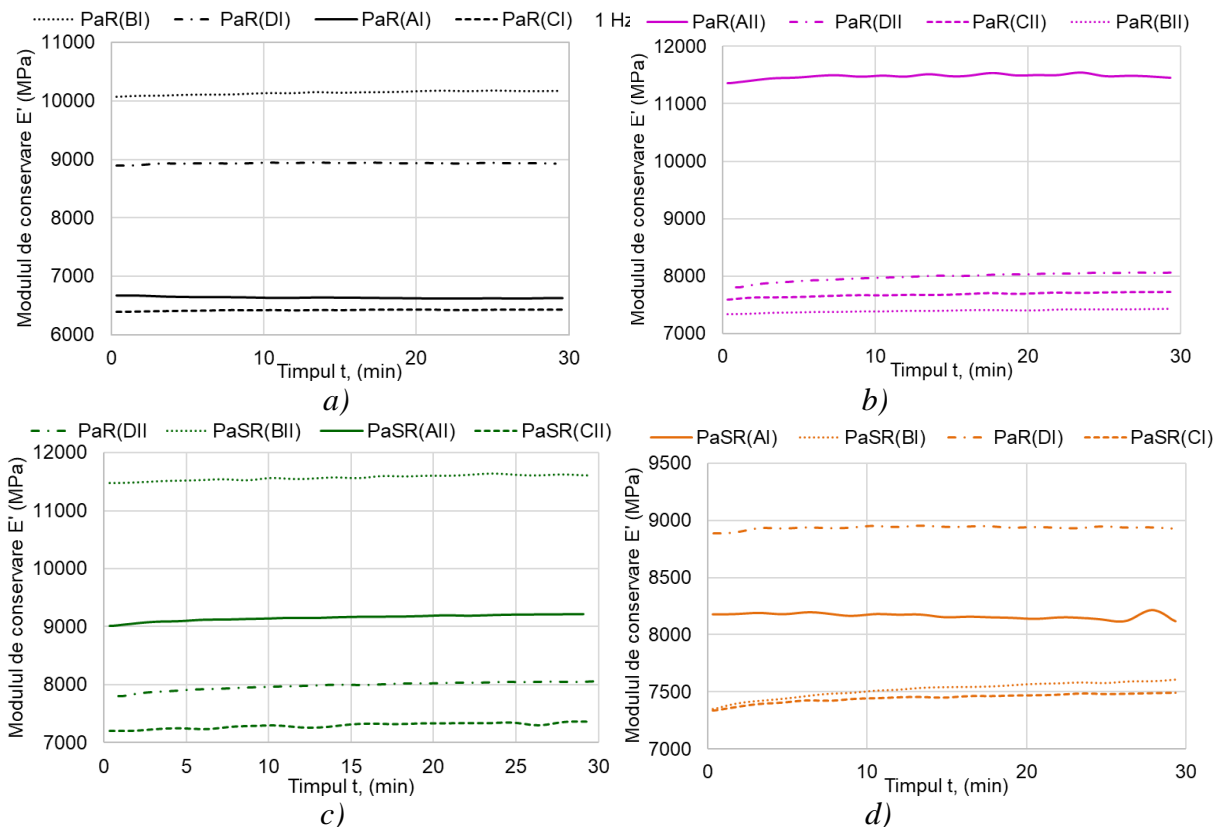 PaR(BI) PaR(DI) PaR(AI) PaR(CI) 1 Hz
Modulul de conservare E' (MPa)
11000
10000
9000
8000
7000
6000
0 10 20 30
Timpul t, (min)
a)
PaR(AII) PaR(DII PaR(CII) PaR(BII)
Modulul de conservare E' (MPa)
12000
11000
10000
9000
8000
7000
0 10 20 30
Timpul t, (min)
b)
PaR(DII PaSR(BII) PaSR(AII) PaSR(CII)
Modulul de conservare E' (MPa)
12000
11000
10000
9000
8000
7000
0 5 10 15 20 25 30
Timpul t, (min)
c)
PaSR(AI) PaSR(BI) PaR(DI) PaSR(CI)
Modulul de conservare E' (MPa)
9500
9000
8500
8000
7500
7000
0 10 20 30
Timpul t, (min)
d)